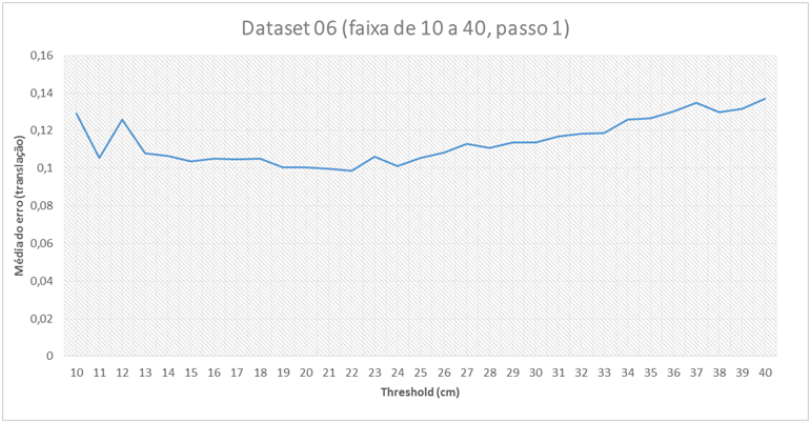 Dataset 06 (faixa de 10 a 40, passo 1)
0,16
0,14
0,12
0,1
0,08
0,06
0,04
0,02
0
Média do erro (translação)
10 11 12 13 14 15 16 17 18 19 20 21 22 23 24 25 26 27 28 29 30 31 32 33 34 35 36 37 38 39 40
Threshold (cm)